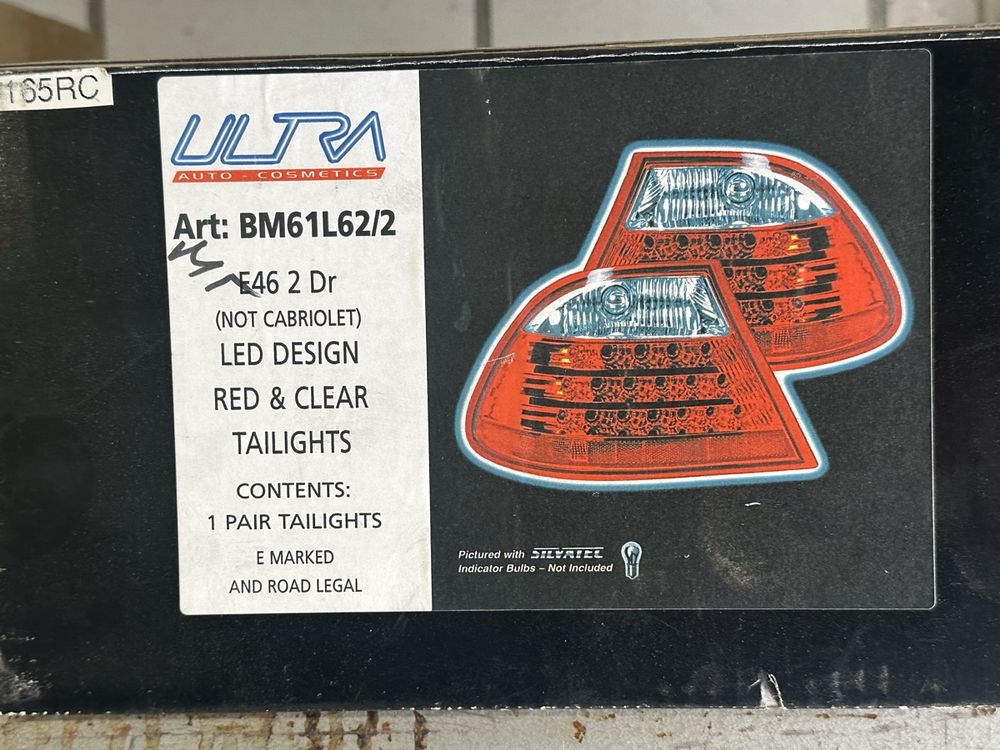 165RC
ULTRA
AUTO - COSMETICS
Art: BM61L62/2
E46 2 Dr
(NOT CABRIOLET)
LED DESIGN
RED & CLEAR
TAILIGHTS
CONTENTS:
1 PAIR TAILIGHTS
E MARKED
AND ROAD LEGAL
Pictured with SILVATEC
Indicator Bulbs – Not Included